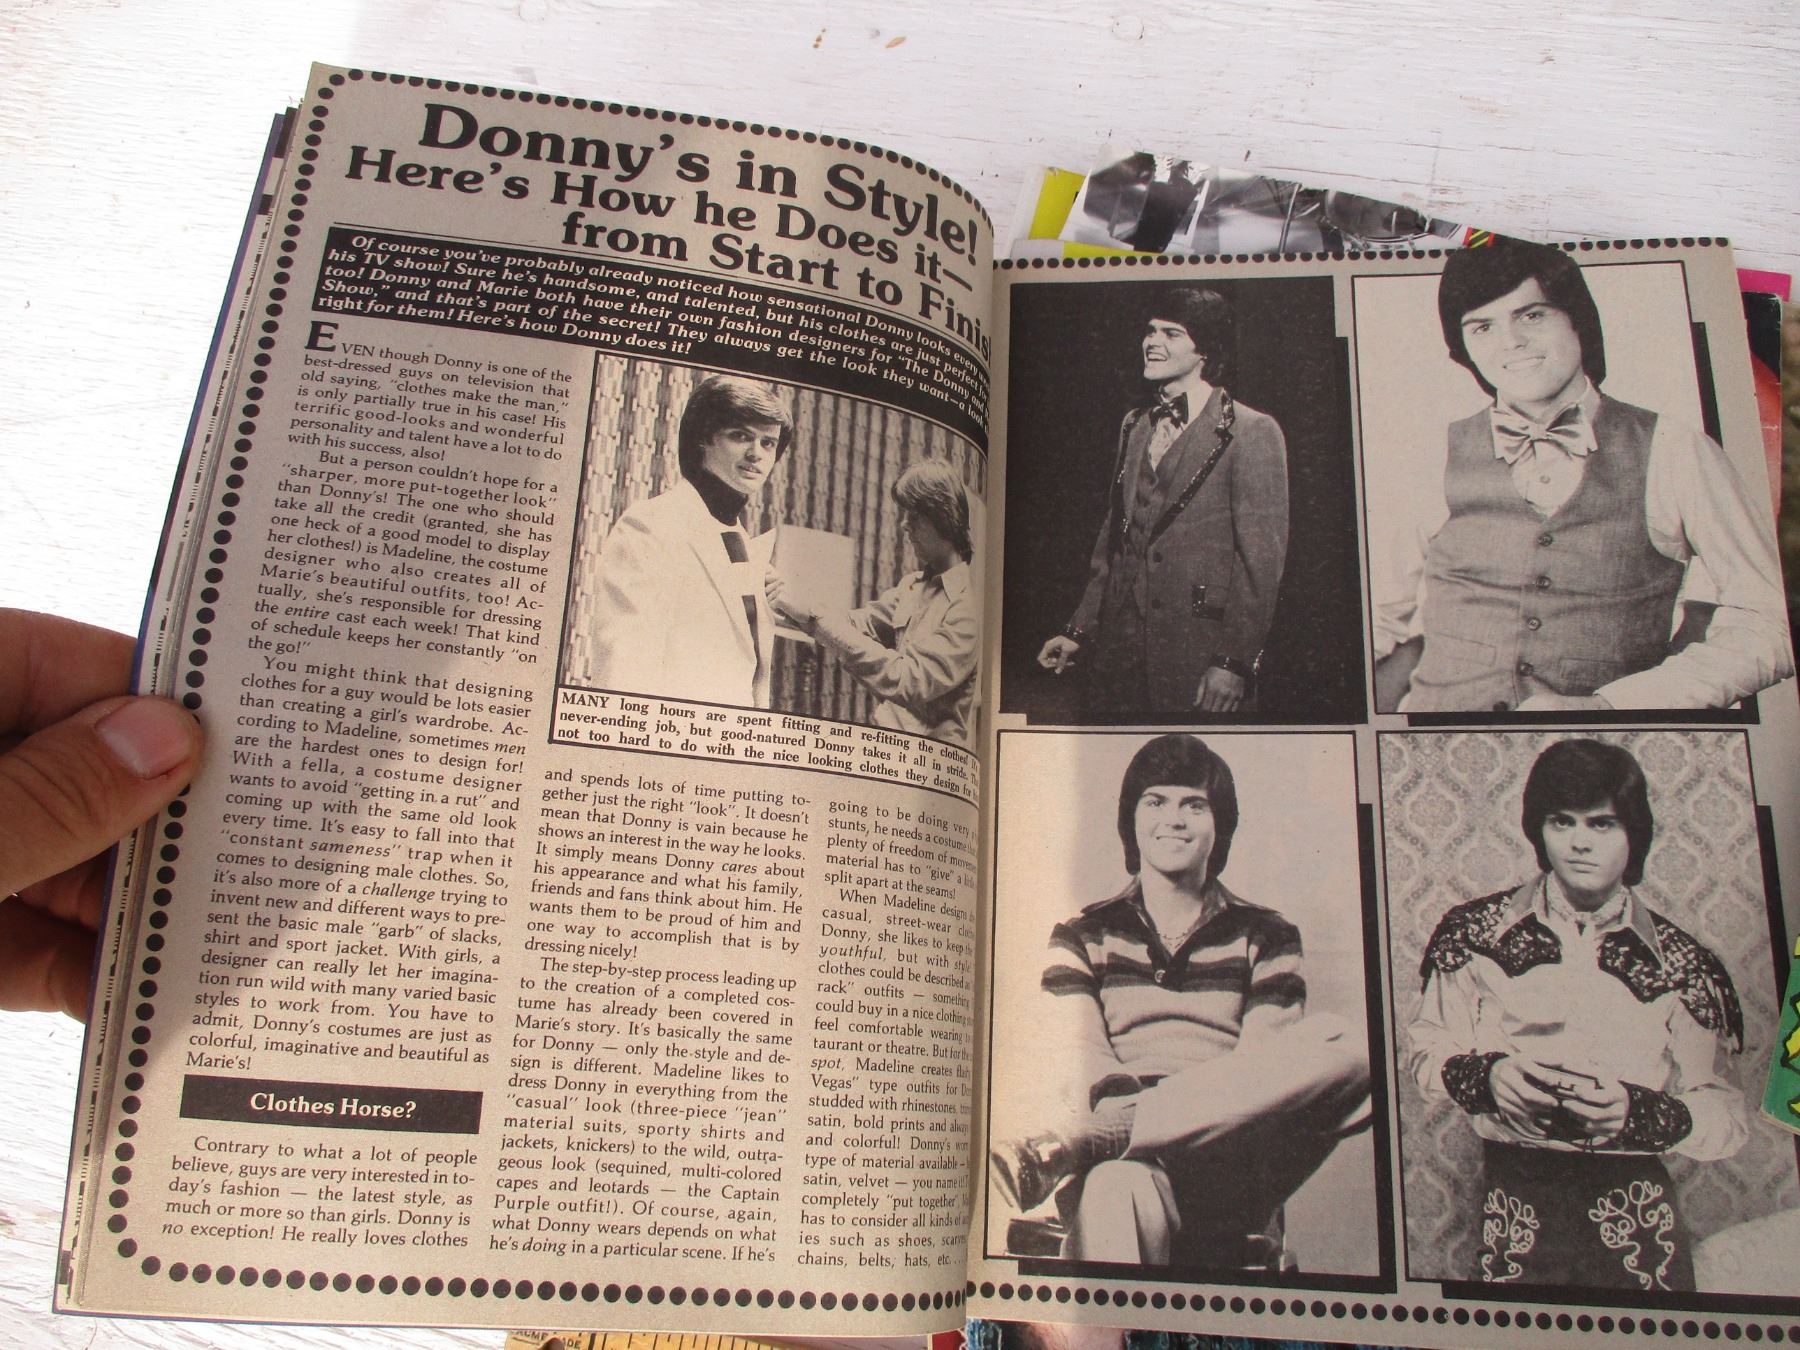 Donny's in Style!
Here's How he Does it—
from Start to Finis
Of course you've probably already noticed how sensational Donny looks every
his TV show! Sure he's handsome, and talented, but his clothes are just perfect
too! Donny and Marie both have their own fashion designers for "The Donny and
Show," and that's part of the secret! They always get the look they want—a look
right for them! Here's how Donny does it!
EVEN though Donny is one of the
best-dressed guys on television that
old saying, "clothes make the man,"
is only partially true in his case! His
terrific good-looks and wonderful
personality and talent have a lot to do
with his success, also!
But a person couldn't hope for a
"sharper, more put-together look"
than Donny's! The one who should
take all the credit (granted, she has
one heck of a good model to display
her clothes!) is Madeline, the costume
designer who also creates all of
Marie's beautiful outfits, too! Ac-
tually, she's responsible for dressing
the entire cast each week! That kind
of schedule keeps her constantly "on
the go!"
You might think that designing
clothes for a guy would be lots easier
than creating a girl's wardrobe. Ac-
cording to Madeline, sometimes men
are the hardest ones to design for!
With a fella, a costume designer
wants to avoid "getting in a rut" and
coming up with the same old look
every time. It's easy to fall into that
"constant sameness" trap when it
comes to designing male clothes. So,
it's also more of a challenge trying to
invent new and different ways to pre-
sent the basic male "garb" of slacks,
shirt and sport jacket. With girls, a
designer can really let her imagina-
tion run wild with many varied basic
styles to work from. You have to
admit, Donny's costumes are just as
colorful, imaginative and beautiful as
Marie's!
Clothes Horse?
Contrary to what a lot of people
believe, guys are very interested in to-
day's fashion — the latest style, as
much or more so than girls. Donny is
no exception! He really loves clothes
MANY long hours are spent fitting and re-fitting the clothes!
never-ending job, but good-natured Donny takes it all in stride.
not too hard to do with the nice looking clothes they design for
and spends lots of time putting to-
gether just the right "look". It doesn't
mean that Donny is vain because he
shows an interest in the way he looks.
It simply means Donny cares about
his appearance and what his family,
friends and fans think about him. He
wants them to be proud of him and
one way to accomplish that is by
dressing nicely!
The step-by-step process leading up
to the creation of a completed cos-
tume has already been covered in
Marie's story. It's basically the same
for Donny — only the style and de-
sign is different. Madeline likes to
dress Donny in everything from the
"casual" look (three-piece "jean"
material suits, sporty shirts and
jackets, knickers) to the wild, outra-
geous look (sequined, multi-colored
capes and leotards — the Captain
Purple outfit!). Of course, again,
what Donny wears depends on what
he's doing in a particular scene. If he's
going to be doing very
stunts, he needs a costume
plenty of freedom of
material has to "give" a
split apart at the seams!
When Madeline designs
casual, street-wear
Donny, she likes to keep
youthful, but with
clothes could be described
rack" outfits — something
could buy in a nice clothing
feel comfortable wearing
taurant or theatre. But for
spot, Madeline creates
Vegas" type outfits for
studded with rhinestones,
satin, bold prints and
and colorful! Donny's
type of material available —
satin, velvet — you name
completely "put together",
has to consider all kinds of
ies such as shoes,
chains, belts, hats, etc.